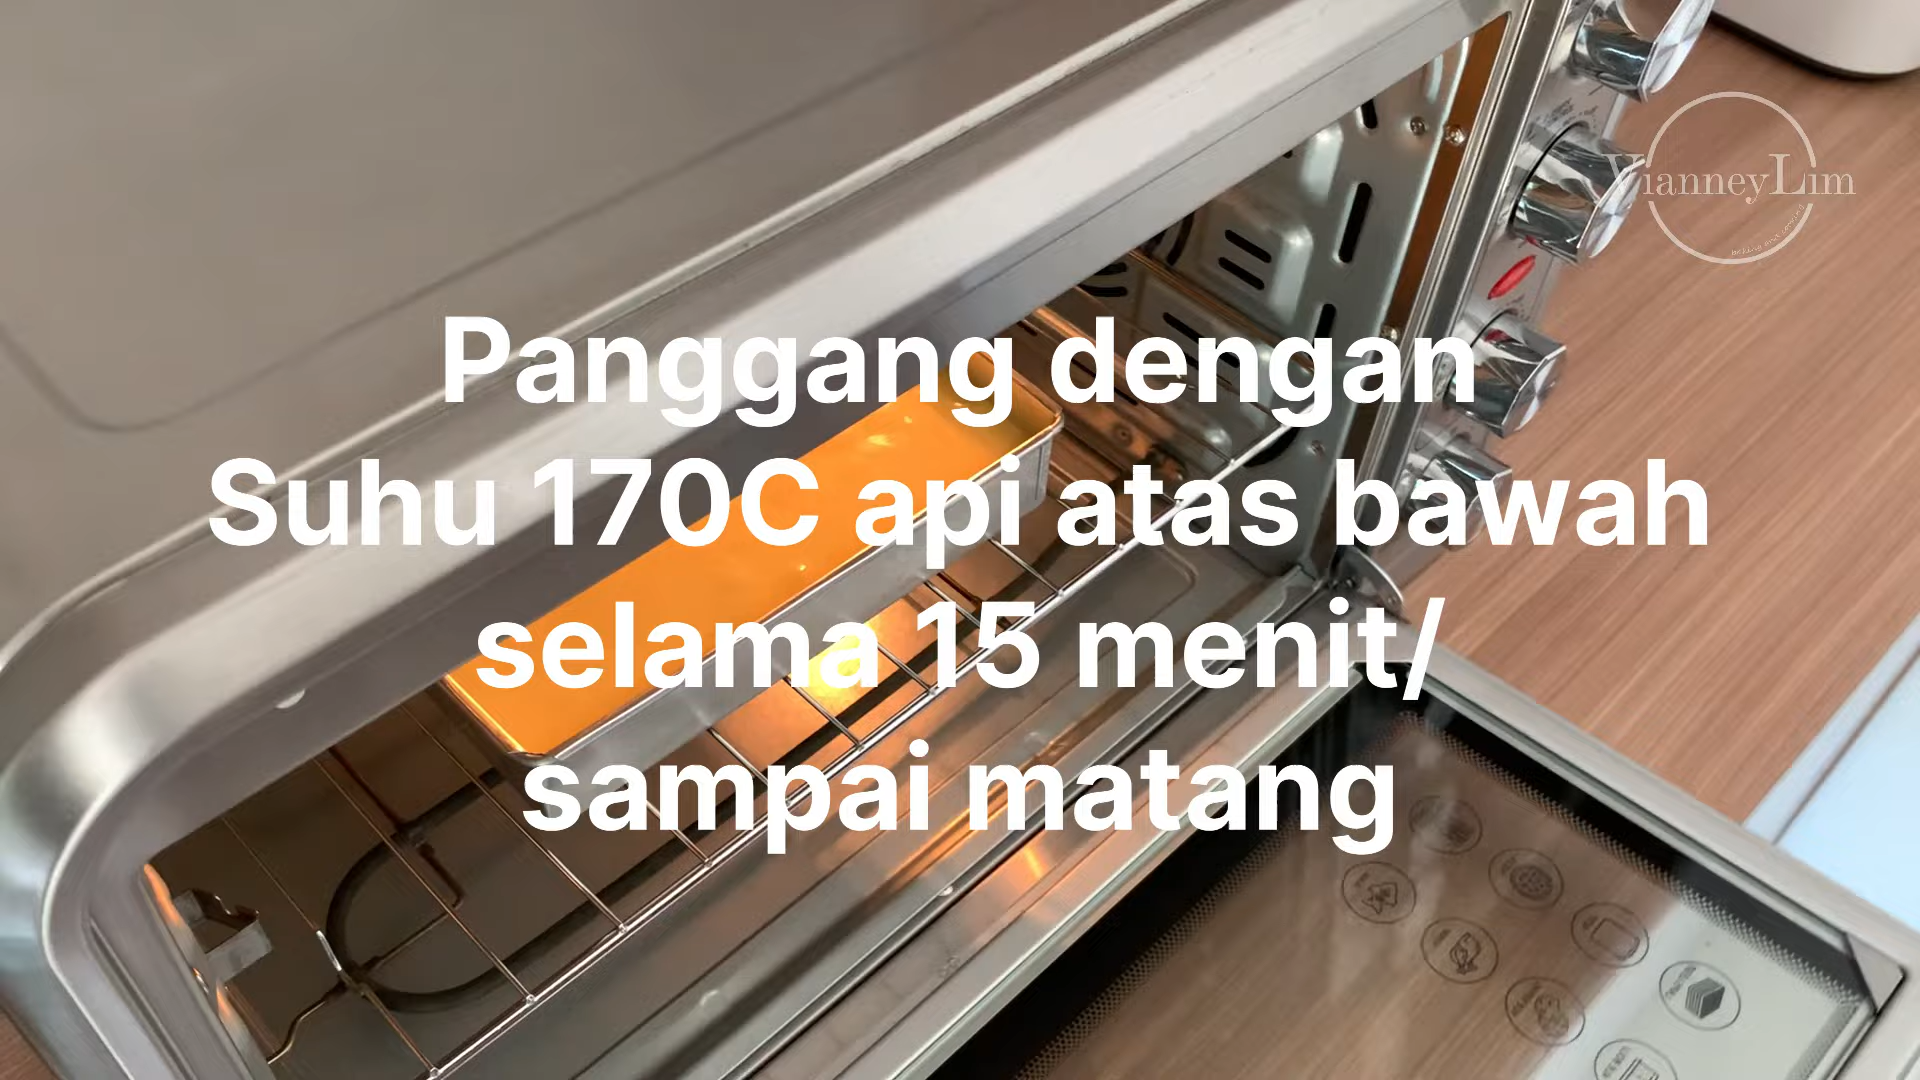 VianneyLim
Panggang dengan
Suhu 170C api atas bawah
selama 15 menit/
sampai matang